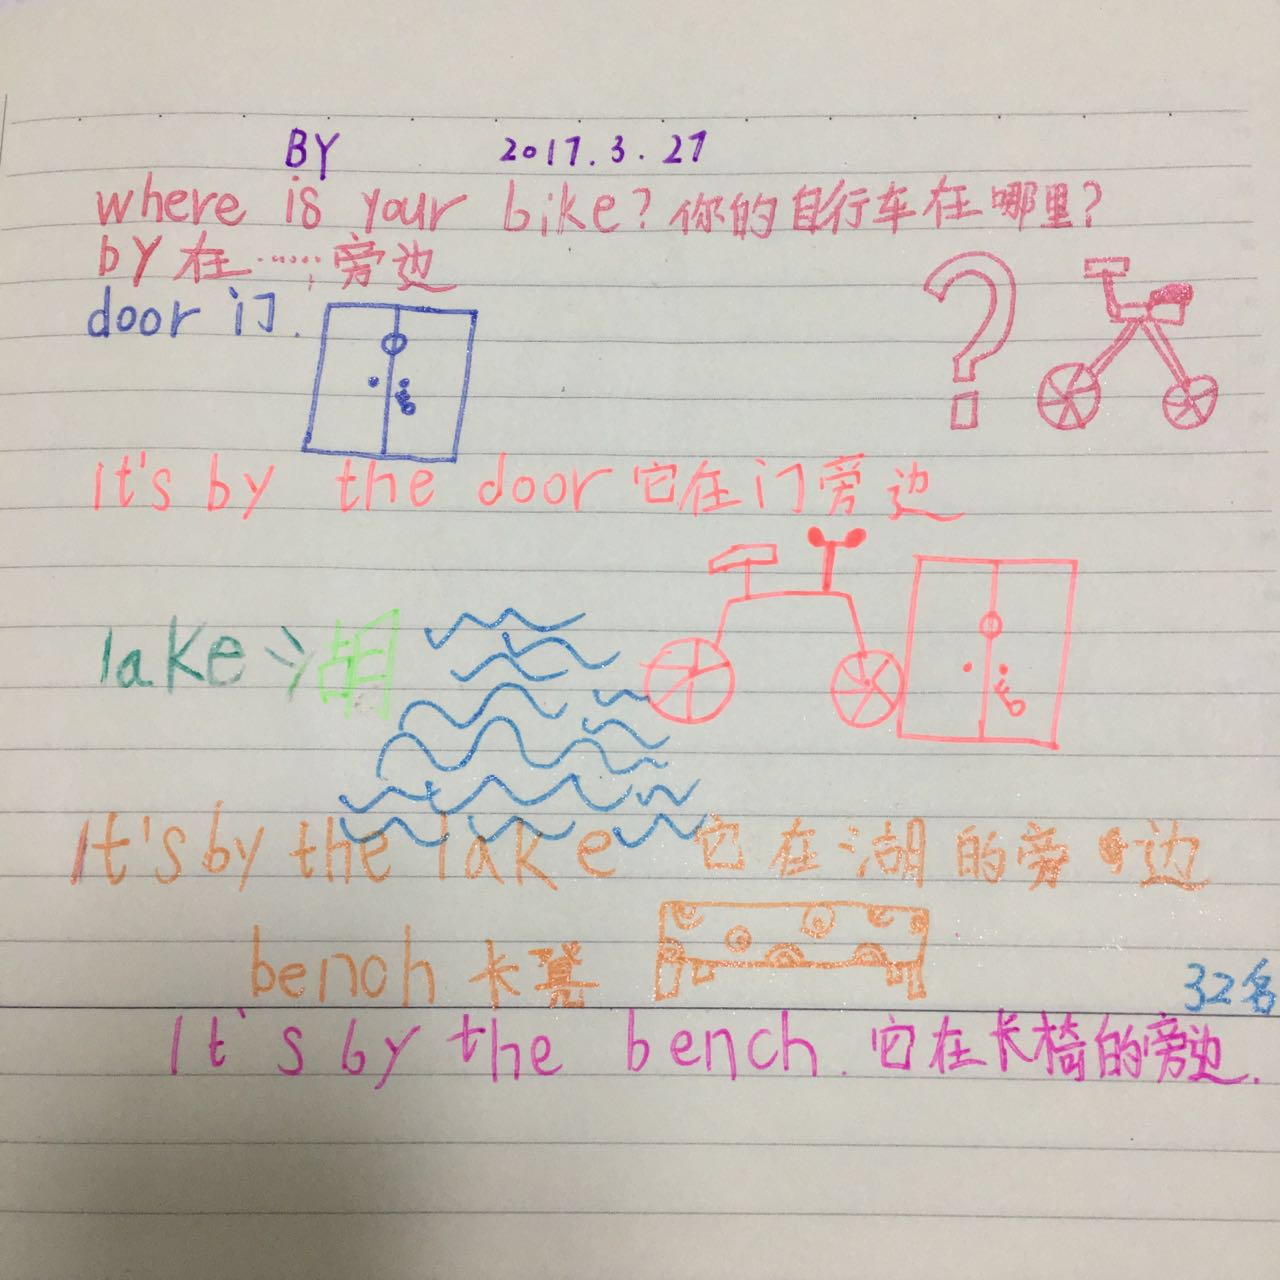 BY 2017.3.27
where is your bike? 你的自行车在哪里?
by 在……旁边
door 门.
It's by the door 它在门旁边
lake 湖
It's by the lake 它在湖的旁边
bench 长凳
32名
It's by the bench. 它在长椅的旁边.